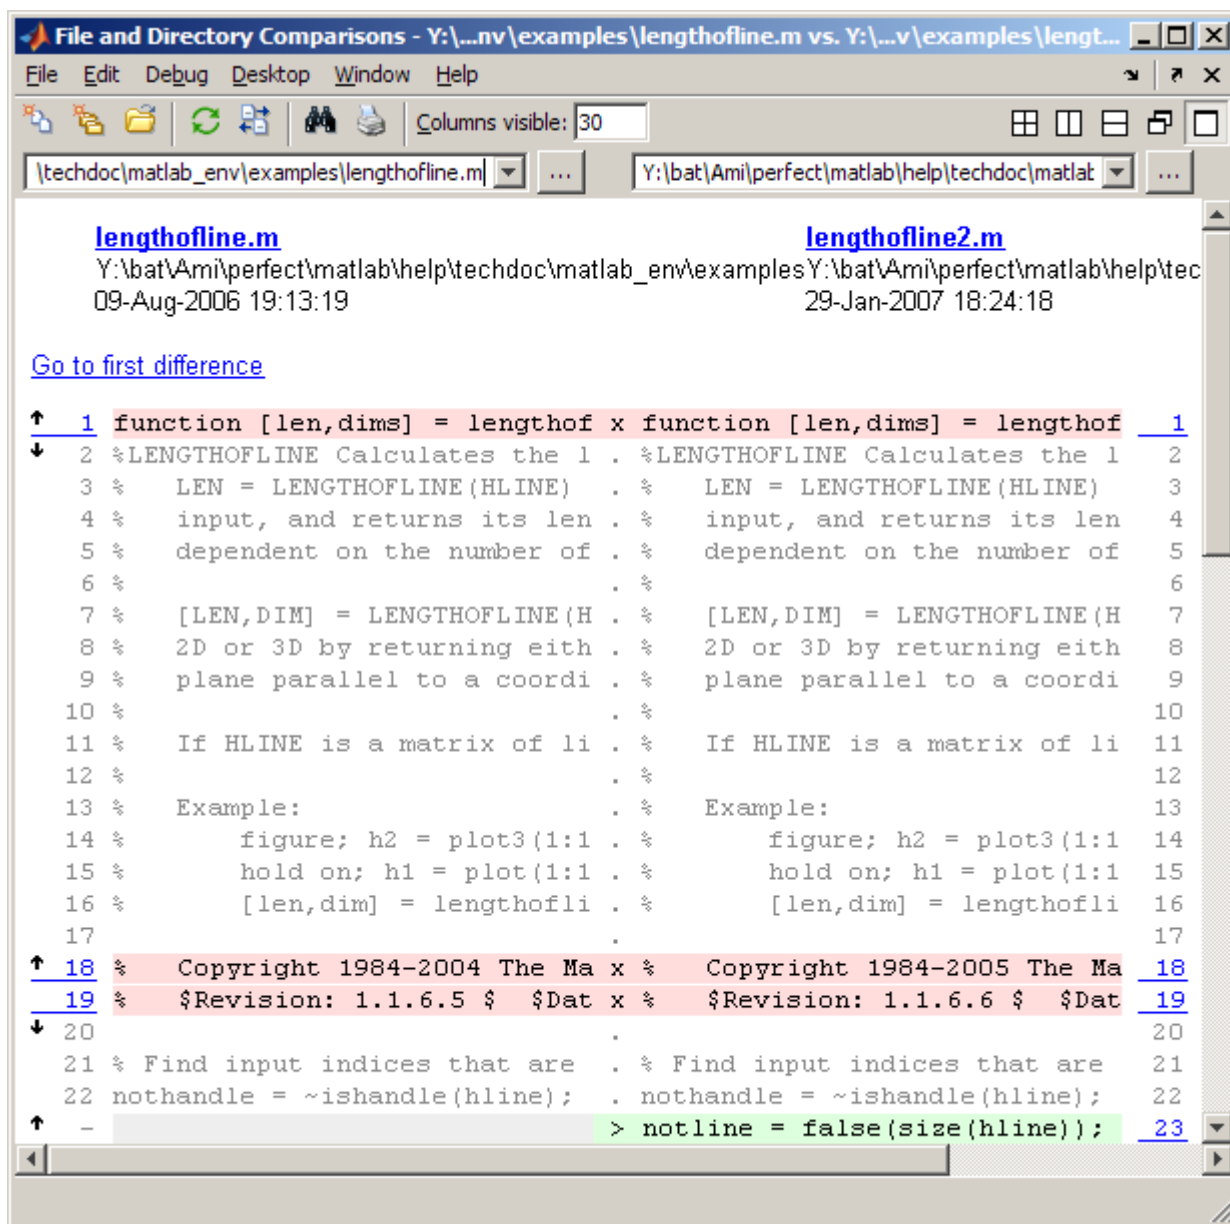 File and Directory Comparisons - Y:\...nv\examples\lengthofline.m vs. Y:\...v\examples\lengt...
File Edit Debug Desktop Window Help
Columns visible: 30
\techdoc\matlab_env\examples\lengthofline.m ... Y:\bat\Ami\perfect\matlab\help\techdoc\matlat ...
lengthofline.m lengthofline2.m
Y:\bat\Ami\perfect\matlab\help\techdoc\matlab_env\examples Y:\bat\Ami\perfect\matlab\help\tec
09-Aug-2006 19:13:19 29-Jan-2007 18:24:18
Go to first difference
1 function [len,dims] = lengthof x function [len,dims] = lengthof 1
2 %LENGTHOFLINE Calculates the l . %LENGTHOFLINE Calculates the l 2
3 %   LEN = LENGTHOFLINE(HLINE)  . %   LEN = LENGTHOFLINE(HLINE) 3
4 %   input, and returns its len . %   input, and returns its len 4
5 %   dependent on the number of . %   dependent on the number of 5
6 % . % 6
7 %   [LEN,DIM] = LENGTHOFLINE(H . %   [LEN,DIM] = LENGTHOFLINE(H 7
8 %   2D or 3D by returning eith . %   2D or 3D by returning eith 8
9 %   plane parallel to a coordi . %   plane parallel to a coordi 9
10 % . % 10
11 %   If HLINE is a matrix of li . %   If HLINE is a matrix of li 11
12 % . % 12
13 %   Example: . %   Example: 13
14 %       figure; h2 = plot3(1:1 . %       figure; h2 = plot3(1:1 14
15 %       hold on; h1 = plot(1:1 . %       hold on; h1 = plot(1:1 15
16 %       [len,dim] = lengthofli . %       [len,dim] = lengthofli 16
17 . 17
18 %   Copyright 1984-2004 The Ma x %   Copyright 1984-2005 The Ma 18
19 %   $Revision: 1.1.6.5 $  $Dat x %   $Revision: 1.1.6.6 $  $Dat 19
20 . 20
21 % Find input indices that are  . % Find input indices that are 21
22 nothandle = ~ishandle(hline);  . nothandle = ~ishandle(hline); 22
- > notline = false(size(hline)); 23